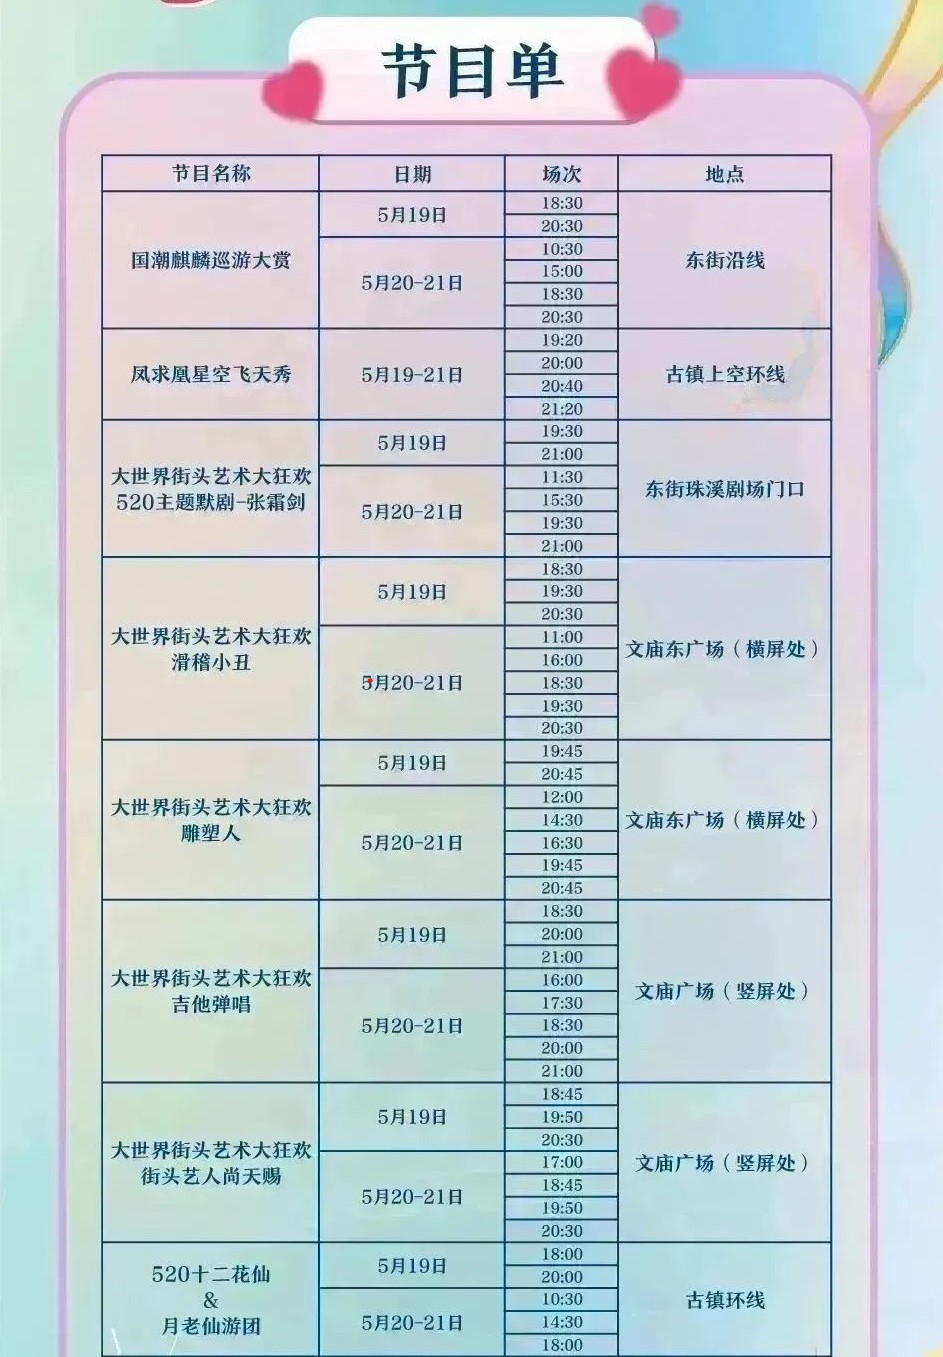 节目单
节目名称 日期 场次 地点
国潮麒麟巡游大赏 5月19日 18:30 东街沿线
20:30
5月20-21日 10:30
15:00
18:30
20:30
凤求凰星空飞天秀 5月19-21日 19:20 古镇上空环线
20:00
20:40
21:20
大世界街头艺术大狂欢
520主题默剧-张霜剑 5月19日 19:30 东街珠溪剧场门口
21:00
5月20-21日 11:30
15:30
19:30
21:00
大世界街头艺术大狂欢
滑稽小丑 5月19日 18:30 文庙东广场（横屏处）
19:30
20:30
5月20-21日 11:00
16:00
18:30
19:30
20:30
大世界街头艺术大狂欢
雕塑人 5月19日 19:45 文庙东广场（横屏处）
20:45
5月20-21日 12:00
14:30
16:30
19:45
20:45
大世界街头艺术大狂欢
吉他弹唱 5月19日 18:30 文庙广场（竖屏处）
20:00
21:00
5月20-21日 16:00
17:30
18:30
20:00
21:00
大世界街头艺术大狂欢
街头艺人尚天赐 5月19日 18:45 文庙广场（竖屏处）
19:50
20:30
5月20-21日 17:00
18:45
19:50
20:30
520十二花仙
&
月老仙游团 5月19日 18:00 古镇环线
20:00
5月20-21日 10:30
14:30
18:00